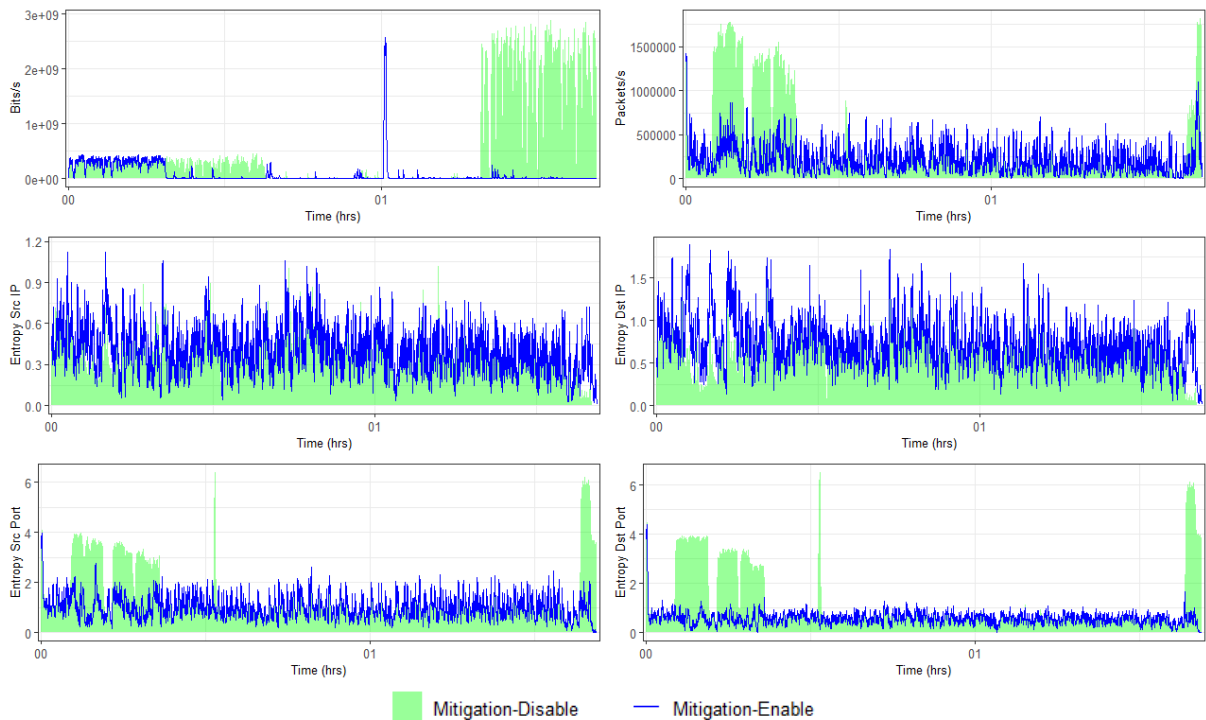 Bits/s
3e+09
2e+09
1e+09
0e+00
00
01
Time (hrs)
Packets/s
1500000
1000000
500000
0
00
01
Time (hrs)
Entropy Src IP
1.2
0.9
0.6
0.3
0.0
00
01
Time (hrs)
Entropy Dst IP
1.5
1.0
0.5
0.0
00
01
Time (hrs)
Entropy Src Port
6
4
2
0
00
01
Time (hrs)
Entropy Dst Port
6
4
2
0
00
01
Time (hrs)
Mitigation-Disable
Mitigation-Enable